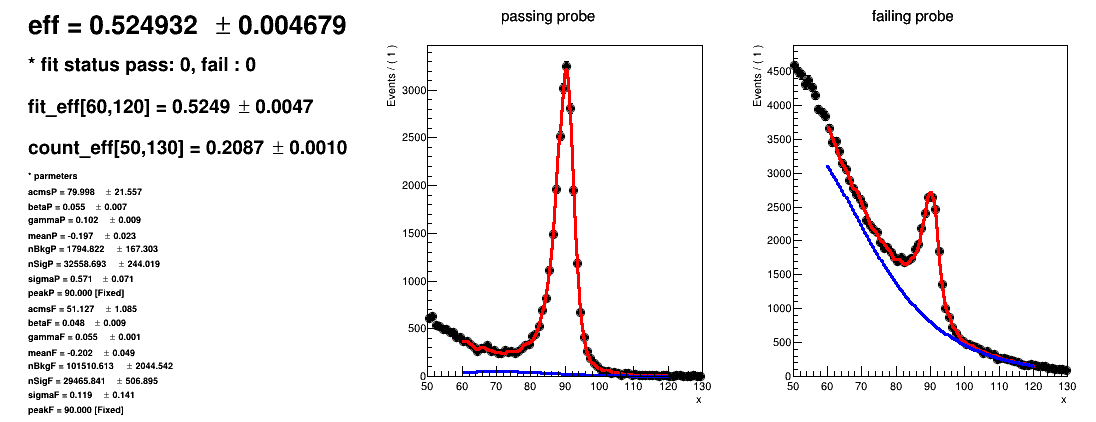 eff = 0.524932 ± 0.004679
* fit status pass: 0, fail : 0
fit_eff[60,120] = 0.5249 ± 0.0047
count_eff[50,130] = 0.2087 ± 0.0010
* parmeters
acmsP = 79.998 ± 21.557
betaP = 0.055 ± 0.007
gammaP = 0.102 ± 0.009
meanP = -0.197 ± 0.023
nBkgP = 1794.822 ± 167.303
nSigP = 32558.693 ± 244.019
sigmaP = 0.571 ± 0.071
peakP = 90.000 [Fixed]
acmsF = 51.127 ± 1.085
betaF = 0.048 ± 0.009
gammaF = 0.055 ± 0.001
meanF = -0.202 ± 0.049
nBkgF = 101510.613 ± 2044.542
nSigF = 29465.841 ± 506.895
sigmaF = 0.119 ± 0.141
peakF = 90.000 [Fixed]
passing probe
Events / ( 1 )
3000
2500
2000
1500
1000
500
0
50 60 70 80 90 100 110 120 130
x
failing probe
Events / ( 1 )
4500
4000
3500
3000
2500
2000
1500
1000
500
0
50 60 70 80 90 100 110 120 130
x